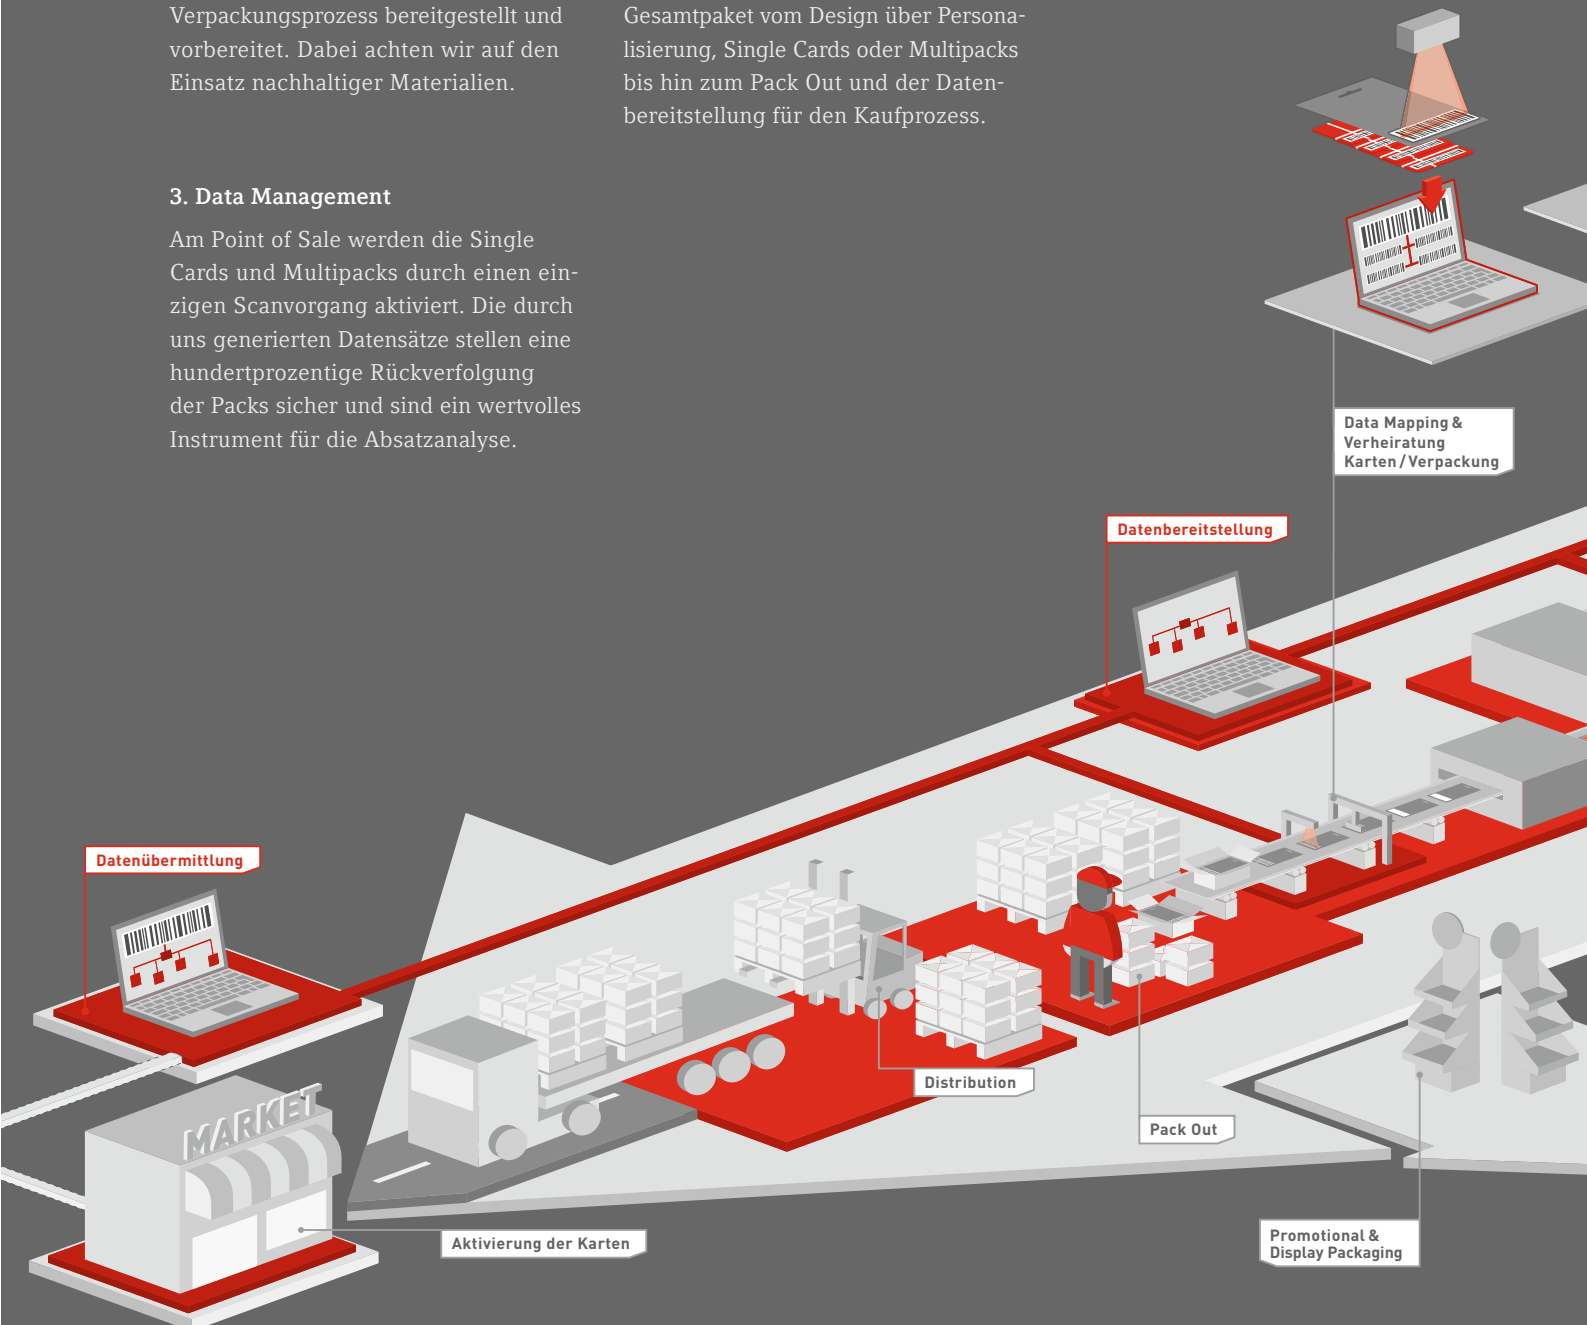 Verpackungsprozess bereitgestellt und
vorbereitet. Dabei achten wir auf den
Einsatz nachhaltiger Materialien.
3. Data Management
Am Point of Sale werden die Single
Cards und Multipacks durch einen ein-
zigen Scanvorgang aktiviert. Die durch
uns generierten Datensätze stellen eine
hundertprozentige Rückverfolgung
der Packs sicher und sind ein wertvolles
Instrument für die Absatzanalyse.
Gesamtpaket vom Design über Persona-
lisierung, Single Cards oder Multipacks
bis hin zum Pack Out und der Daten-
bereitstellung für den Kaufprozess.
Data Mapping &
Verheiratung
Karten / Verpackung
Datenbereitstellung
Datenübermittlung
Distribution
Pack Out
MARKET
Aktivierung der Karten
Promotional &
Display Packaging